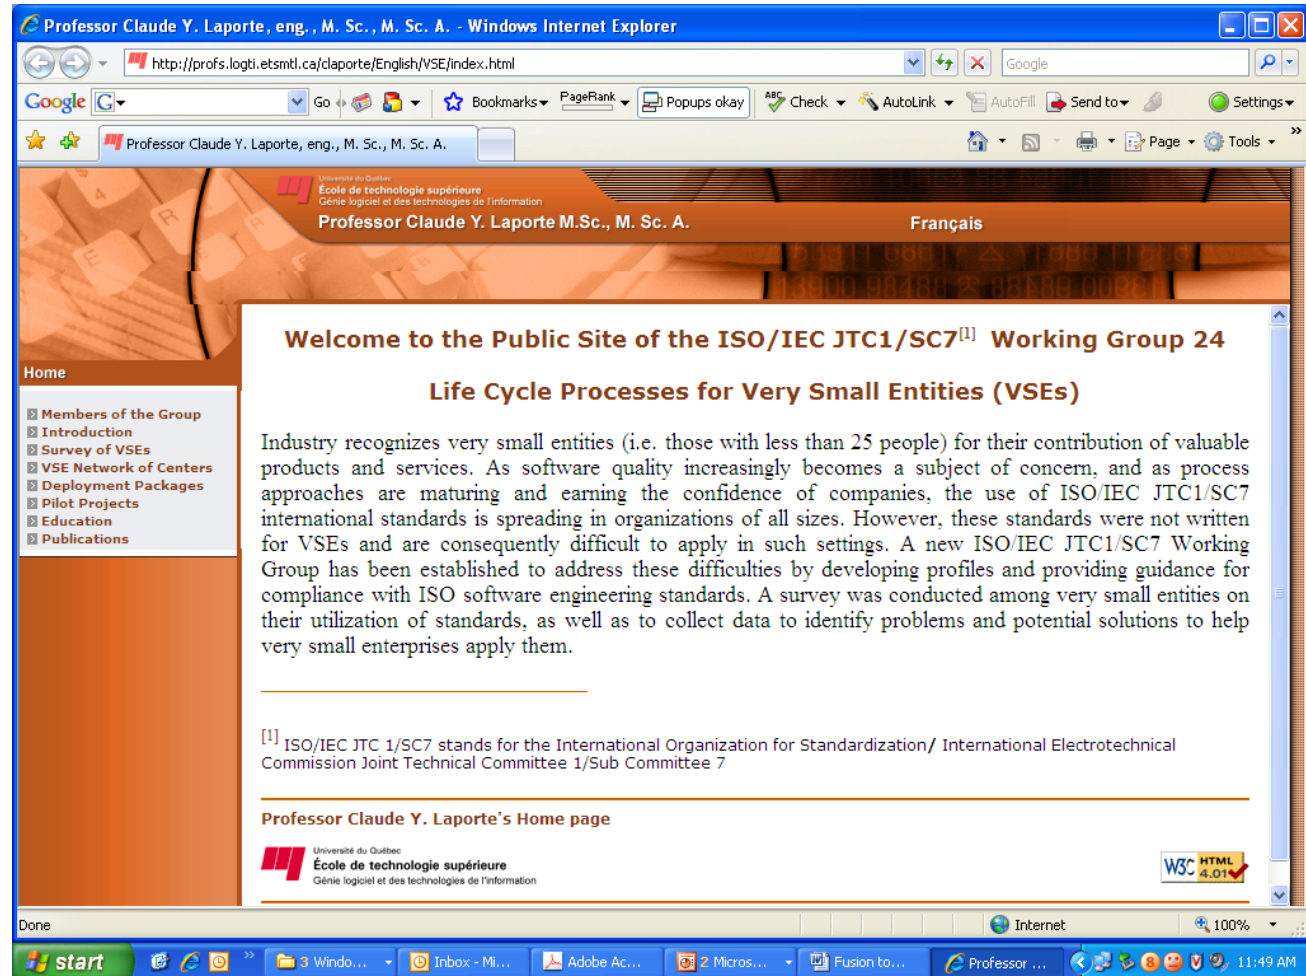 Professor Claude Y. Laporte, eng., M. Sc., M. Sc. A. - Windows Internet Explorer
http://profs.logti.etsmtl.ca/claporte/English/VSE/index.html
Google
Google G Go Bookmarks PageRank Popups okay ABC Check AutoLink AutoFill Send to Settings
Professor Claude Y. Laporte, eng., M. Sc., M. Sc. A. Page Tools
Université du Québec
École de technologie supérieure
Génie logiciel et des technologies de l'information
Professor Claude Y. Laporte M.Sc., M. Sc. A. Français
Home
Members of the Group
Introduction
Survey of VSEs
VSE Network of Centers
Deployment Packages
Pilot Projects
Education
Publications
Welcome to the Public Site of the ISO/IEC JTC1/SC7[1] Working Group 24
Life Cycle Processes for Very Small Entities (VSEs)
Industry recognizes very small entities (i.e. those with less than 25 people) for their contribution of valuable
products and services. As software quality increasingly becomes a subject of concern, and as process
approaches are maturing and earning the confidence of companies, the use of ISO/IEC JTC1/SC7
international standards is spreading in organizations of all sizes. However, these standards were not written
for VSEs and are consequently difficult to apply in such settings. A new ISO/IEC JTC1/SC7 Working
Group has been established to address these difficulties by developing profiles and providing guidance for
compliance with ISO software engineering standards. A survey was conducted among very small entities on
their utilization of standards, as well as to collect data to identify problems and potential solutions to help
very small enterprises apply them.
[1] ISO/IEC JTC 1/SC7 stands for the International Organization for Standardization/ International Electrotechnical
Commission Joint Technical Committee 1/Sub Committee 7
Professor Claude Y. Laporte's Home page
Université du Québec
École de technologie supérieure
Génie logiciel et des technologies de l'information
W3C HTML 4.01
Done Internet 100%
start 3 Windo... Inbox - Mi... Adobe Ac... 2 Micros... Fusion to... Professor ... 11:49 AM